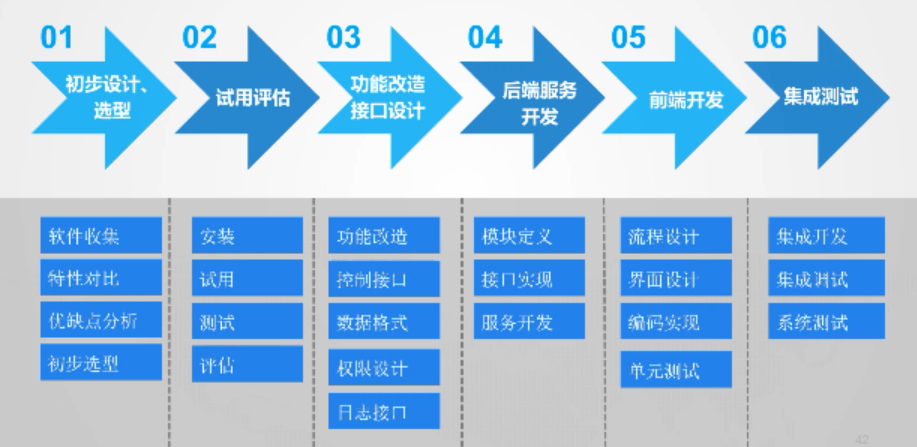 01
初步设计、
选型
02
试用评估
03
功能改造
接口设计
04
后端服务
开发
05
前端开发
06
集成测试
软件收集
特性对比
优缺点分析
初步选型
安装
试用
测试
评估
功能改造
控制接口
数据格式
权限设计
日志接口
模块定义
接口实现
服务开发
流程设计
界面设计
编码实现
单元测试
集成开发
集成调试
系统测试
42